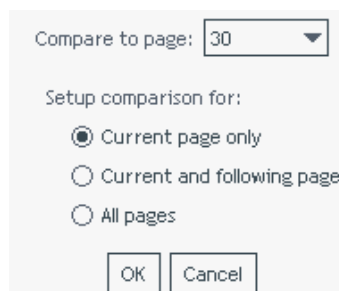 Compare to page: 30
Setup comparison for:
Current page only
Current and following page
All pages
OK Cancel